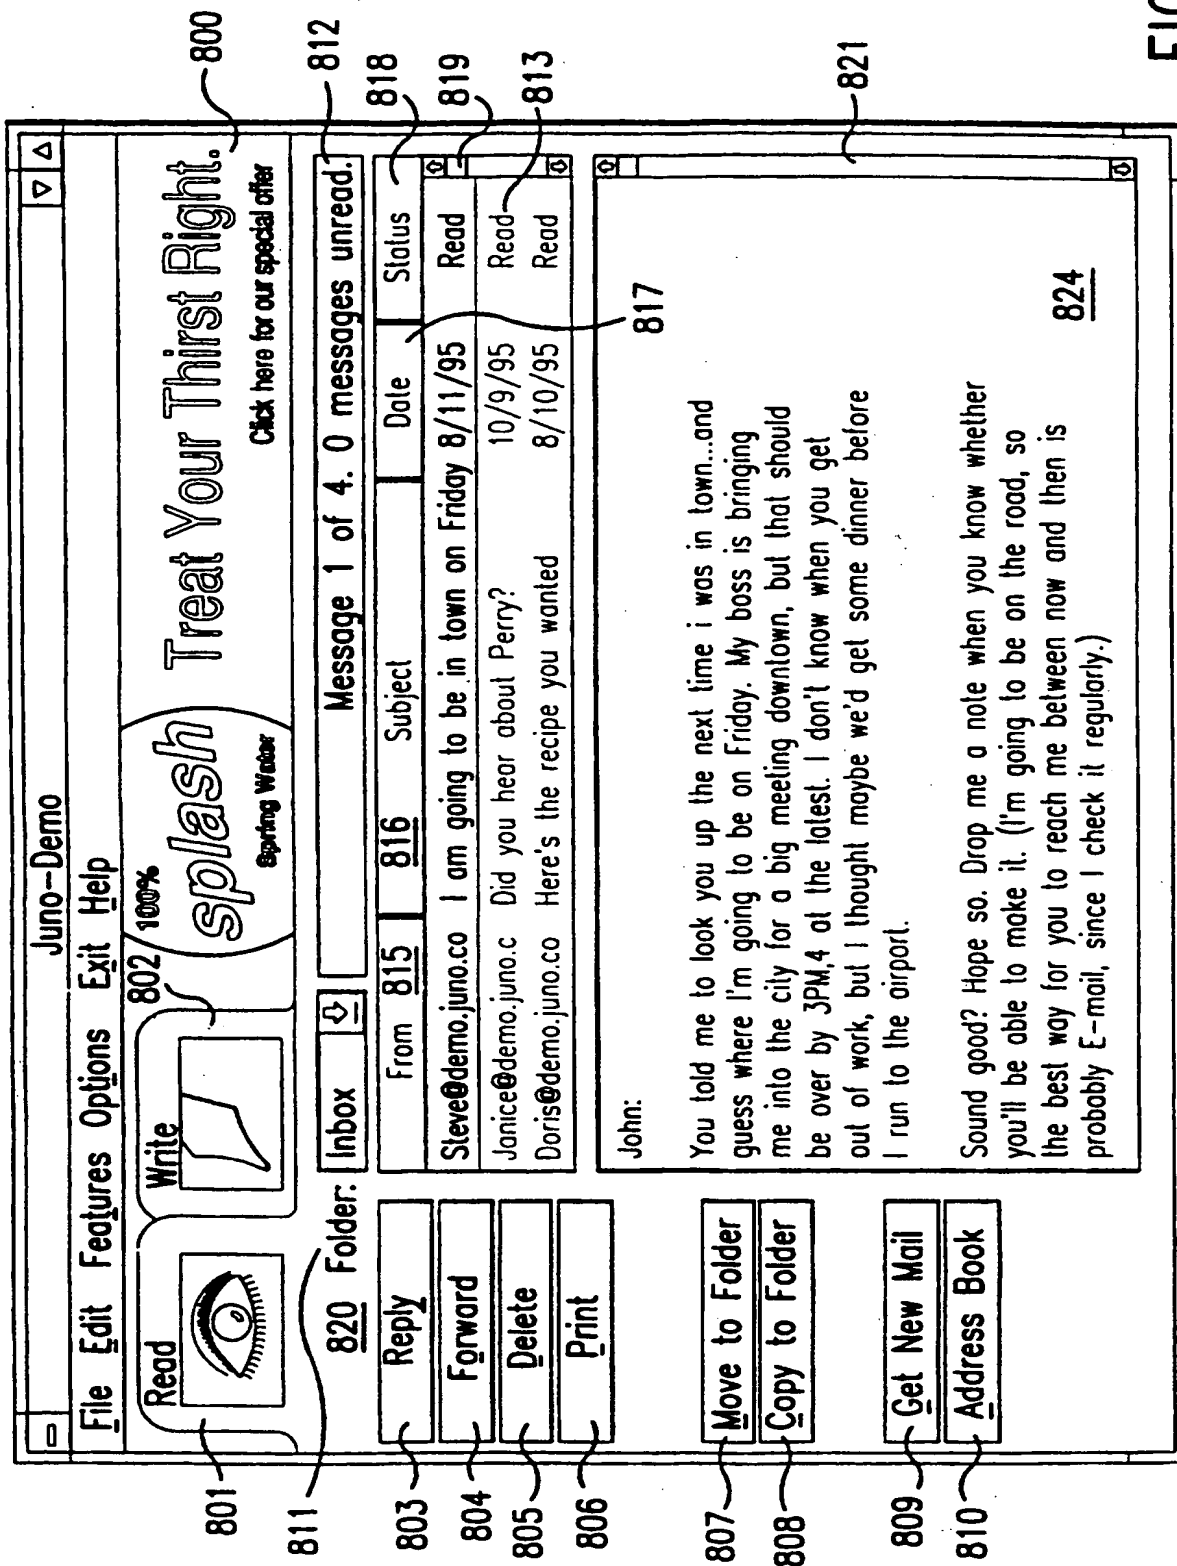 Juno-Demo
File Edit Features Options Exit Help
Read
Write
802
100%
splash
Spring Water
Treat Your Thirst Right.
Click here for our special offer
800
801
811
820 Folder: Inbox
Message 1 of 4. 0 messages unread.
812
From 815
816 Subject
Date
Status
818
Steve@demo.juno.co I am going to be in town on Friday 8/11/95 Read
819
Janice@demo.juno.c Did you hear about Perry? 10/9/95 Read
813
Doris@demo.juno.co Here's the recipe you wanted 8/10/95 Read
817
803 Reply
804 Forward
805 Delete
806 Print
807 Move to Folder
808 Copy to Folder
809 Get New Mail
810 Address Book
821
John:
You told me to look you up the next time i was in town...and
guess where I'm going to be on Friday. My boss is bringing
me into the city for a big meeting downtown, but that should
be over by 3PM,4 at the latest. I don't know when you get
out of work, but I thought maybe we'd get some dinner before
I run to the airport.
Sound good? Hope so. Drop me a note when you know whether
you'll be able to make it. (I'm going to be on the road, so
the best way for you to reach me between now and then is
probably E-mail, since I check it regularly.)
824